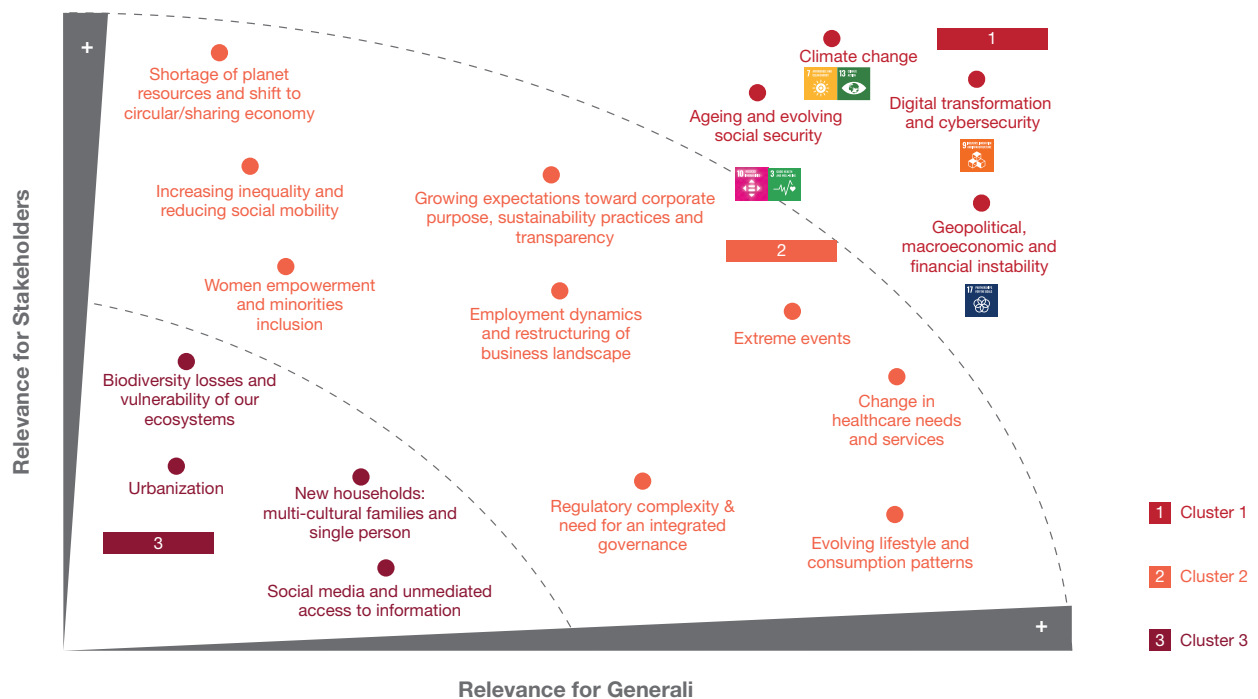 +
1
Climate change
7
13
Shortage of planet
resources and shift to
circular/sharing economy
Ageing and evolving
social security
Digital transformation
and cybersecurity
9
10
3
Increasing inequality and
reducing social mobility
Growing expectations toward corporate
purpose, sustainability practices and
transparency
Geopolitical,
macroeconomic and
financial instability
17
2
Women empowerment
and minorities
inclusion
Employment dynamics
and restructuring of
business landscape
Extreme events
Biodiversity losses and
vulnerability of our
ecosystems
Change in
healthcare needs
and services
Urbanization
New households:
multi-cultural families and
single person
Regulatory complexity &
need for an integrated
governance
Evolving lifestyle and
consumption patterns
3
Social media and unmediated
access to information
+
Relevance for Stakeholders
Relevance for Generali
1 Cluster 1
2 Cluster 2
3 Cluster 3